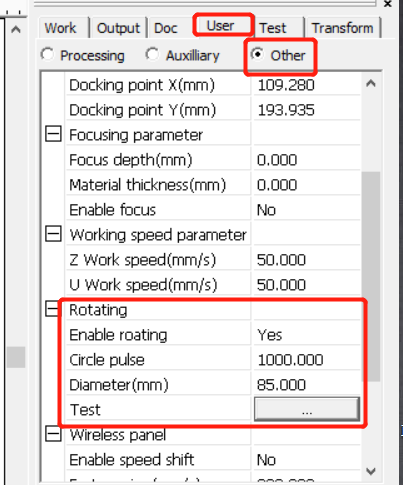 Work Output Doc User Test Transform
Processing Auxilliary Other
Docking point X(mm) 109.280
Docking point Y(mm) 193.935
Focusing parameter
Focus depth(mm) 0.000
Material thickness(mm) 0.000
Enable focus No
Working speed parameter
Z Work speed(mm/s) 50.000
U Work speed(mm/s) 50.000
Rotating
Enable roating Yes
Circle pulse 1000.000
Diameter(mm) 85.000
Test ...
Wireless panel
Enable speed shift No